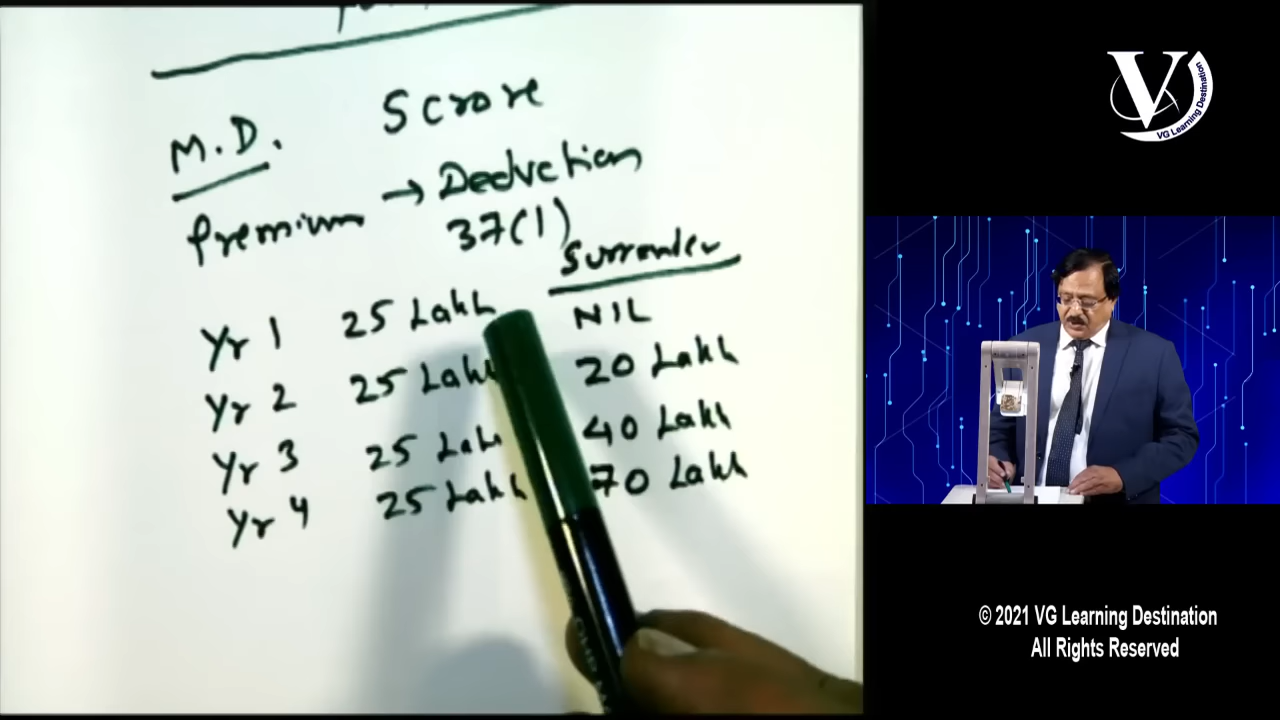 M.D. 5 crore
Premium → Deduction
37(1)
Surrender
Yr 1 25 Lakh NIL
Yr 2 25 Lakh 20 Lakh
Yr 3 25 Lakh 40 Lakh
Yr 4 25 Lakh 70 Lakh
V
VG Learning Destination
© 2021 VG Learning Destination
All Rights Reserved